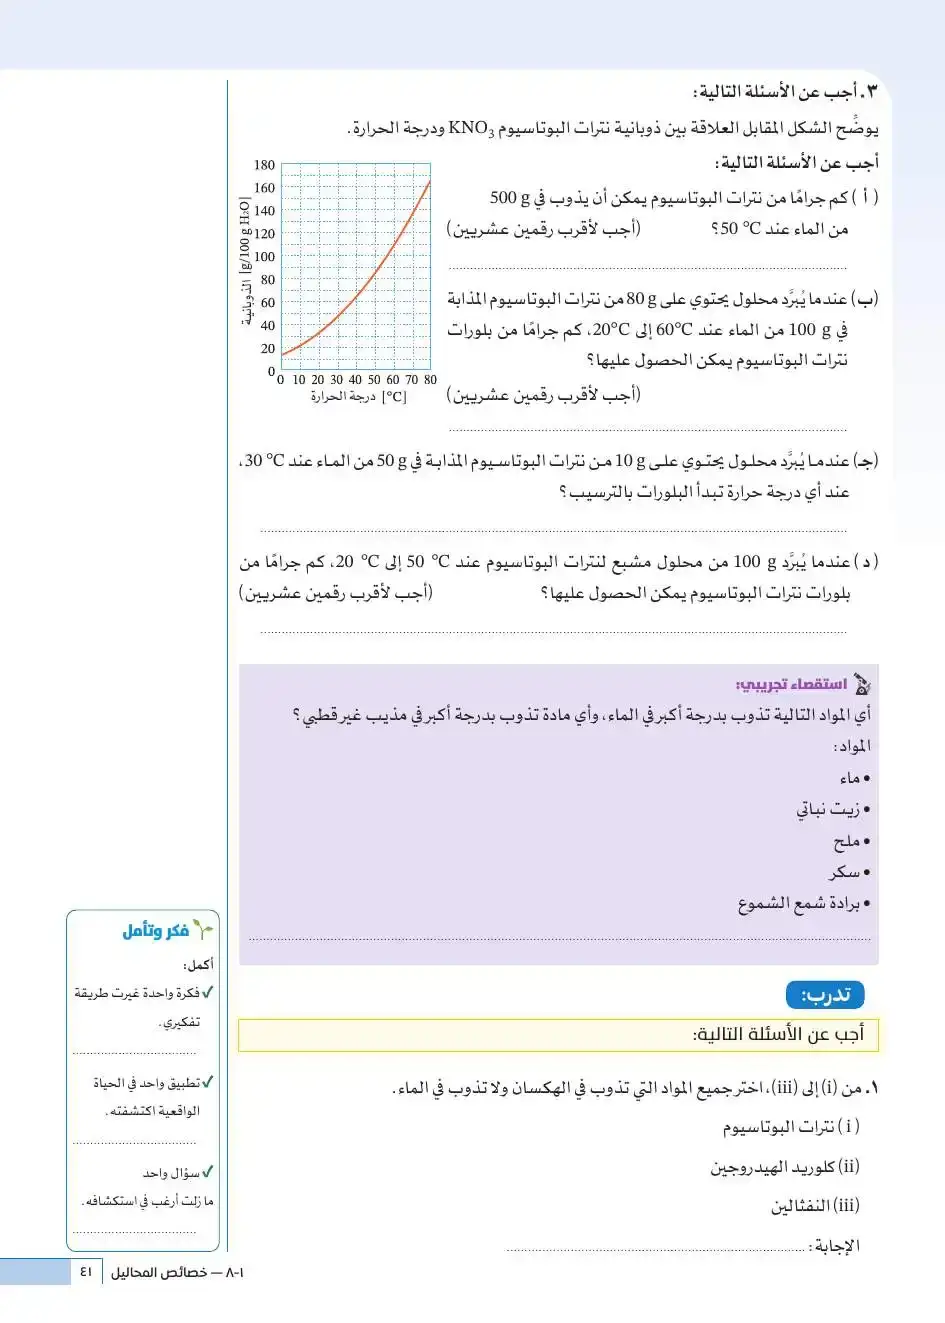 ٣. أجب عن الأسئلة التالية:
يوضِّح الشكل المقابل العلاقة بين ذوبانية نترات البوتاسيوم KNO₃ ودرجة الحرارة.
أجب عن الأسئلة التالية:
( أ ) كم جرامًا من نترات البوتاسيوم يمكن أن يذوب في 500 g
من الماء عند 50 °C؟ (أجب لأقرب رقمين عشريين)
(ب) عندما يُبرَّد محلول يحتوي على 80 g من نترات البوتاسيوم المذابة
في 100 g من الماء عند 60°C إلى 20°C، كم جرامًا من بلورات
نترات البوتاسيوم يمكن الحصول عليها؟
(أجب لأقرب رقمين عشريين)
180
160
140
120
100
80
60
40
20
0
الذوبانية [g/100 g H₂O]
0 10 20 30 40 50 60 70 80
درجة الحرارة [°C]
(جـ) عندما يُبرَّد محلول يحتوي على 10 g من نترات البوتاسيوم المذابة في 50 g من الماء عند 30 °C،
عند أي درجة حرارة تبدأ البلورات بالترسيب؟
( د ) عندما يُبرَّد 100 g من محلول مشبع لنترات البوتاسيوم عند 50 °C إلى 20 °C، كم جرامًا من
بلورات نترات البوتاسيوم يمكن الحصول عليها؟ (أجب لأقرب رقمين عشريين)
استقصاء تجريبي:
أي المواد التالية تذوب بدرجة أكبر في الماء، وأي مادة تذوب بدرجة أكبر في مذيب غير قطبي؟
المواد:
• ماء
• زيت نباتي
• ملح
• سكر
• برادة شمع الشموع
تدرب:
أجب عن الأسئلة التالية:
١. من (i) إلى (iii)، اختر جميع المواد التي تذوب في الهكسان ولا تذوب في الماء.
( i ) نترات البوتاسيوم
(ii) كلوريد الهيدروجين
(iii) النفثالين
الإجابة:
فكر وتأمل
أكمل:
✓ فكرة واحدة غيرت طريقة
تفكيري.
✓ تطبيق واحد في الحياة
الواقعية اكتشفته.
✓ سؤال واحد
ما زلت أرغب في استكشافه.
٨-١ — خصائص المحاليل ٤١